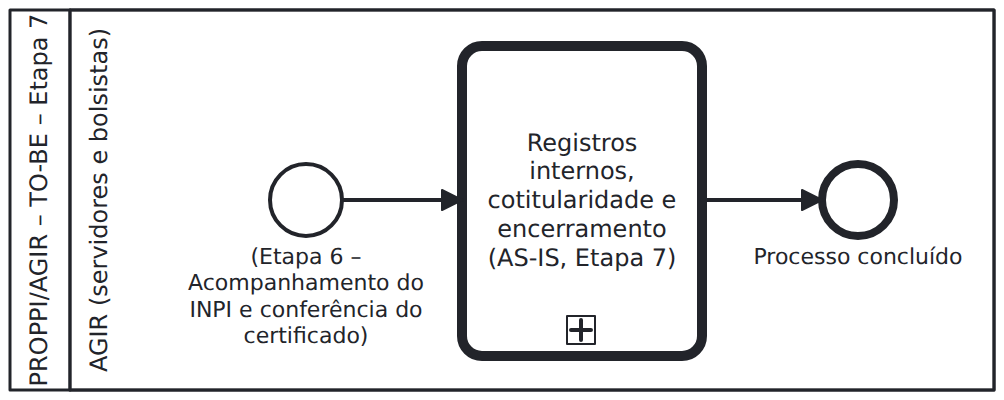 PROPPI/AGIR – TO-BE – Etapa 7
AGIR (servidores e bolsistas)
(Etapa 6 –
Acompanhamento do
INPI e conferência do
certificado)
Registros
internos,
cotitularidade e
encerramento
(AS-IS, Etapa 7)
Processo concluído